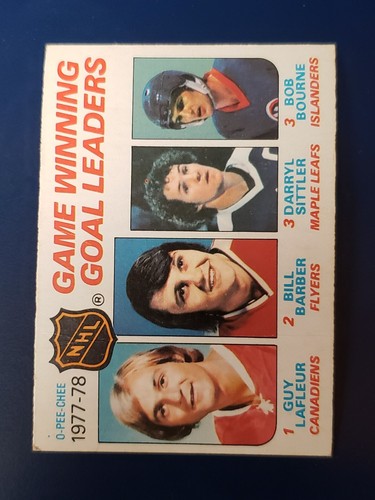 O-PEE-CHEE
1977-78
NHL
®
GAME WINNING
GOAL LEADERS
1 GUY
LAFLEUR
CANADIENS
2 BILL
BARBER
FLYERS
3 DARRYL
SITTLER
MAPLE LEAFS
3 BOB
BOURNE
ISLANDERS